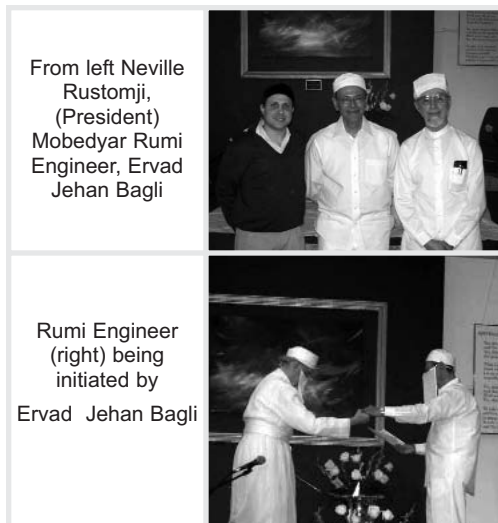 From left Neville
Rustomji,
(President)
Mobedyar Rumi
Engineer, Ervad
Jehan Bagli
Rumi Engineer
(right) being
initiated by
Ervad Jehan Bagli